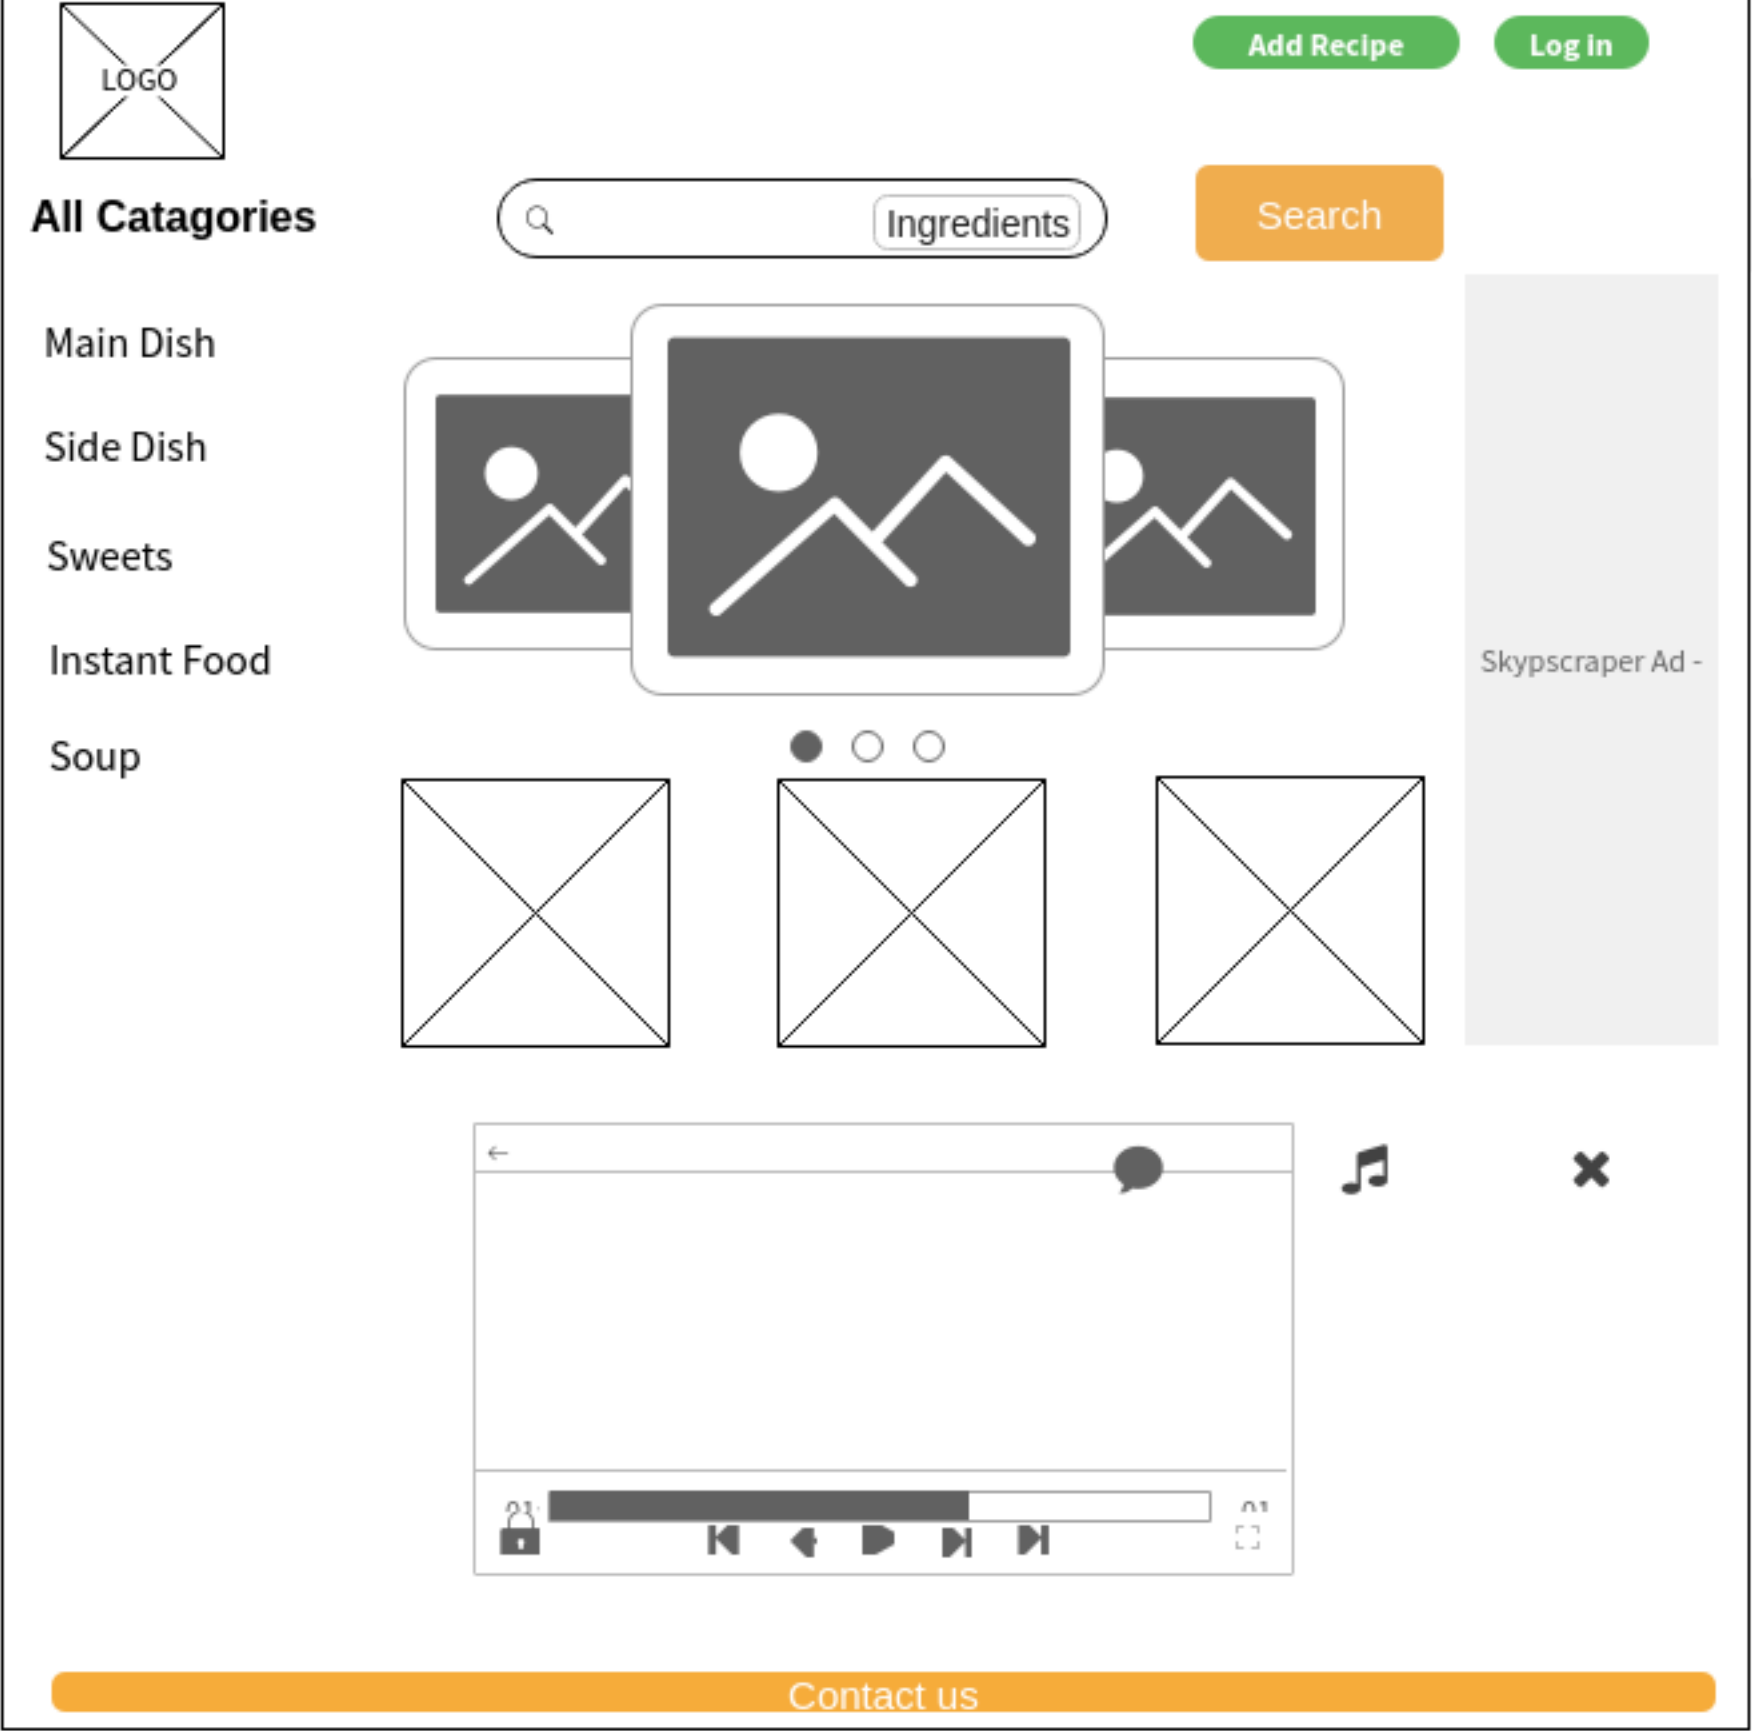 LOGO
Add Recipe
Log in
All Catagories
Ingredients
Search
Main Dish
Side Dish
Sweets
Instant Food
Soup
Skypscraper Ad -
Contact us